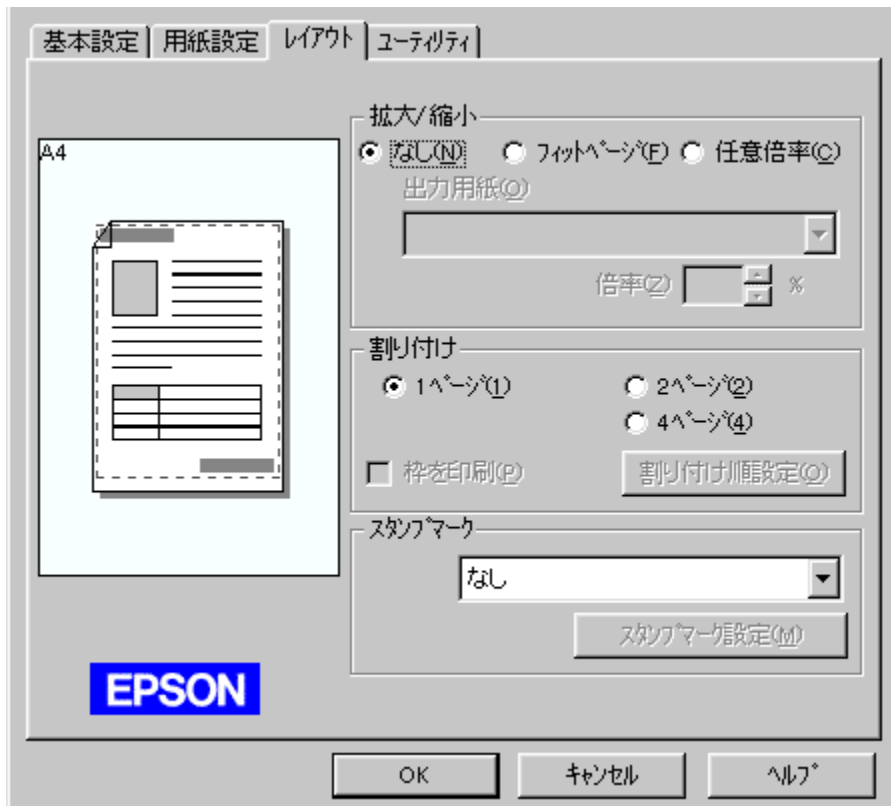 基本設定 用紙設定 ﾚｲｱｳﾄ ﾕｰﾃｨﾘﾃｨ
A4
拡大/縮小
なし(N) ﾌｨｯﾄﾍﾟｰｼﾞ(F) 任意倍率(C)
出力用紙(O)
倍率(Z) %
割り付け
1ﾍﾟｰｼﾞ(1) 2ﾍﾟｰｼﾞ(2)
4ﾍﾟｰｼﾞ(4)
枠を印刷(P) 割り付け順設定(O)
ｽﾀﾝﾌﾟﾏｰｸ
なし
ｽﾀﾝﾌﾟﾏｰｸ設定(M)
EPSON
OK ｷｬﾝｾﾙ ﾍﾙﾌﾟ